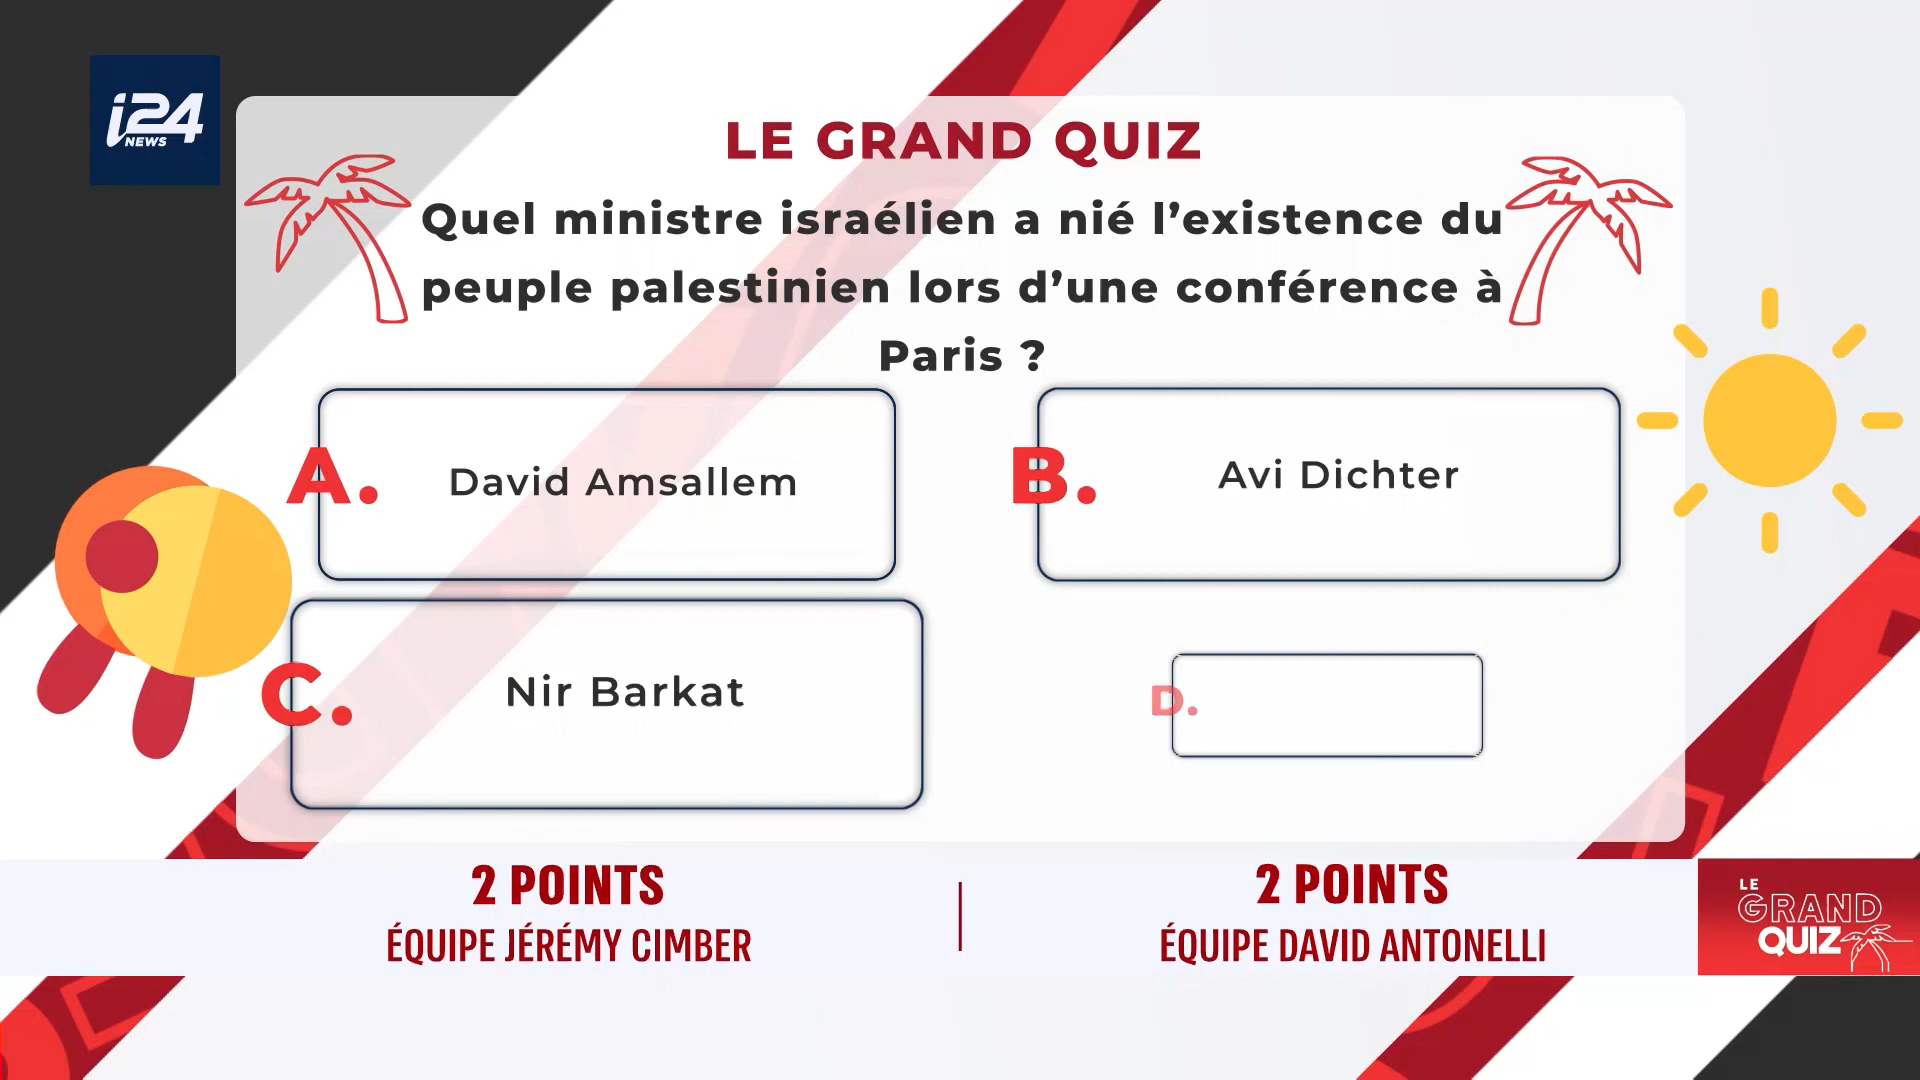 i24
NEWS
LE GRAND QUIZ
Quel ministre israélien a nié l’existence du
peuple palestinien lors d’une conférence à
Paris ?
A. David Amsallem
B. Avi Dichter
C. Nir Barkat
D.
2 POINTS
ÉQUIPE JÉRÉMY CIMBER
2 POINTS
ÉQUIPE DAVID ANTONELLI
LE
GRAND
QUIZ